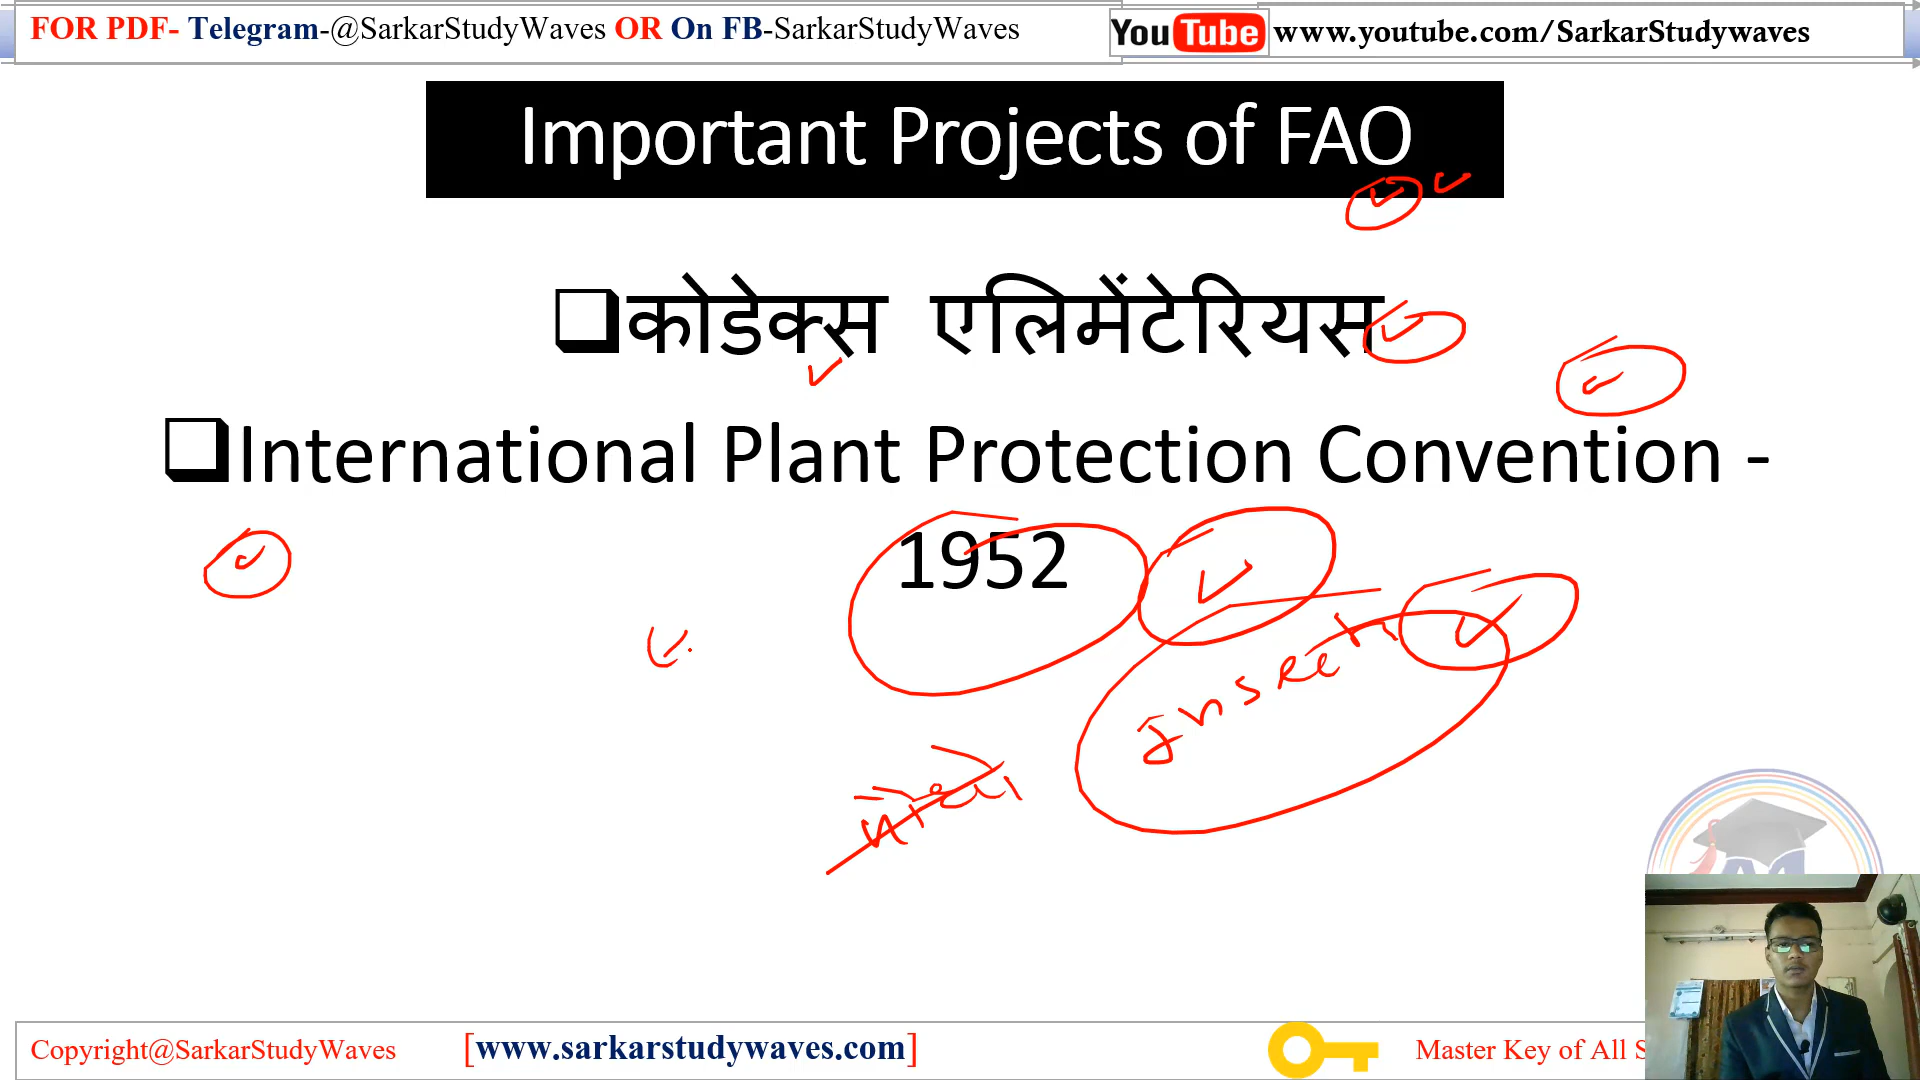 FOR PDF- Telegram-@SarkarStudyWaves OR On FB-SarkarStudyWaves
YouTube www.youtube.com/SarkarStudywaves
Important Projects of FAO
कोडेक्स एलिमेंटेरियस
International Plant Protection Convention -
1952
Insect
Copyright@SarkarStudyWaves
[www.sarkarstudywaves.com]
Master Key of All S